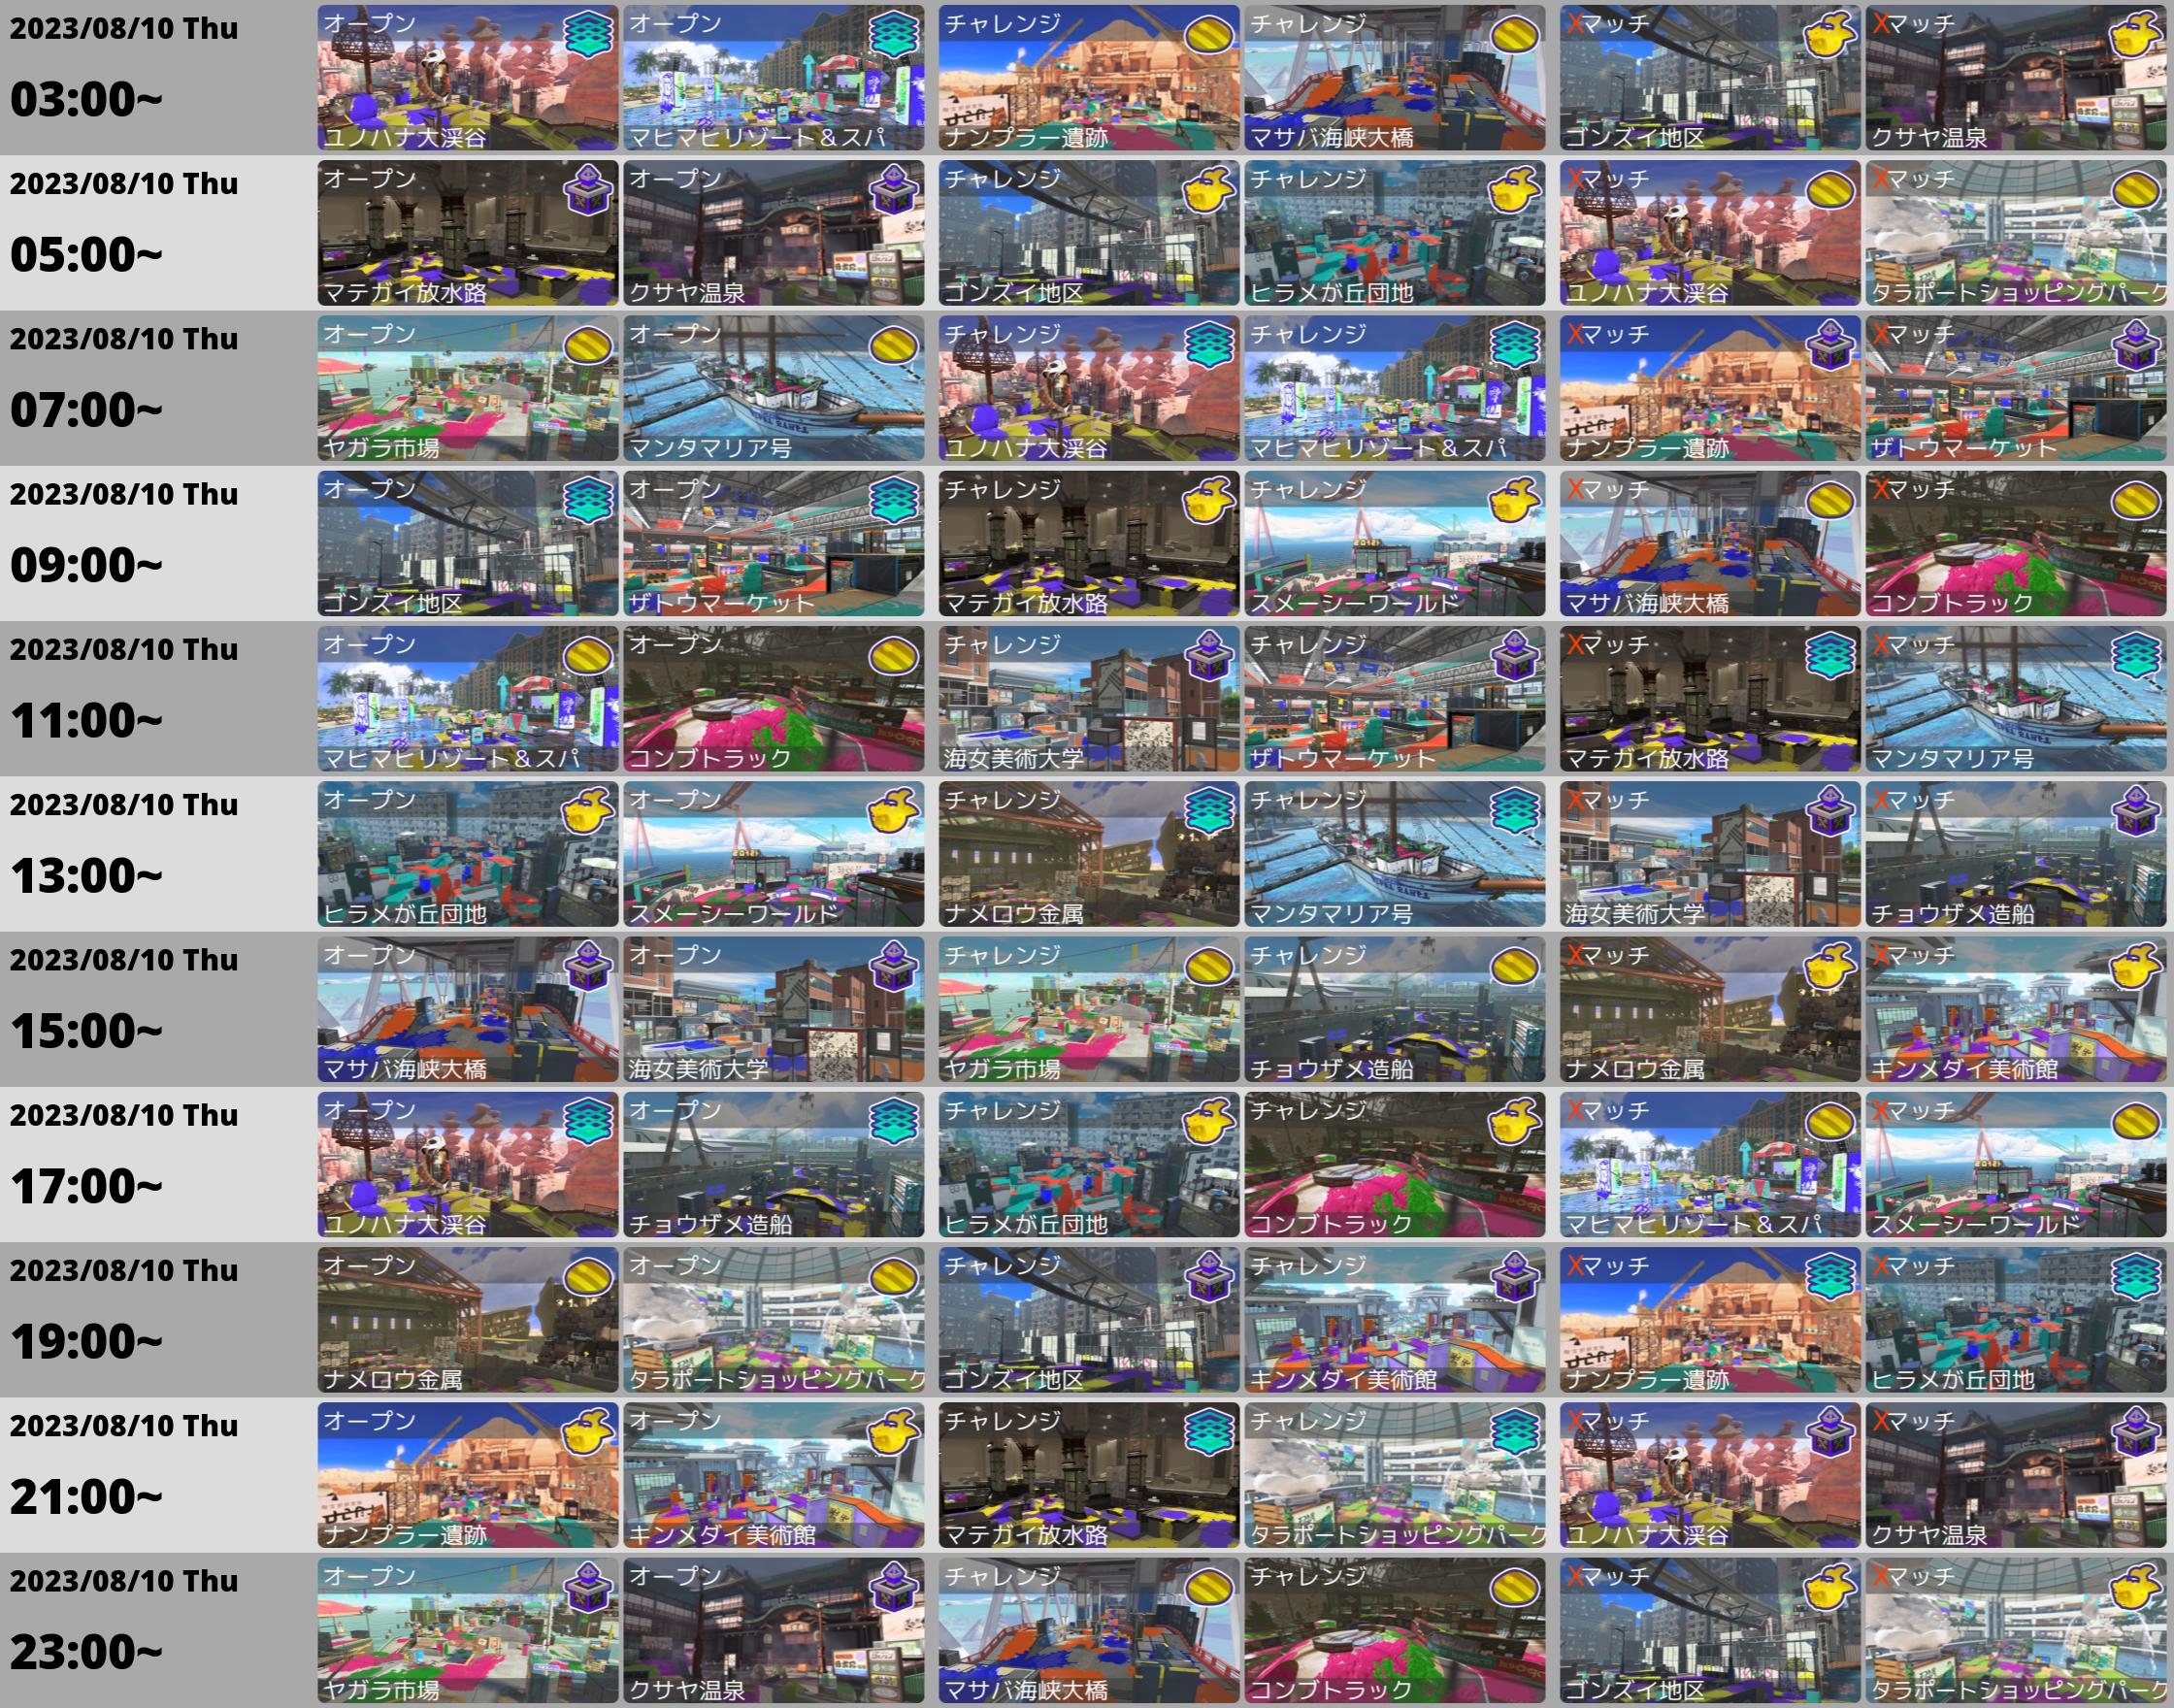 2023/08/10 Thu
03:00~
オープン
ユノハナ大渓谷
オープン
マヒマヒリゾート＆スパ
チャレンジ
ナンプラー遺跡
チャレンジ
マサバ海峡大橋
Xマッチ
ゴンズイ地区
Xマッチ
クサヤ温泉
2023/08/10 Thu
05:00~
オープン
マテガイ放水路
オープン
クサヤ温泉
チャレンジ
ゴンズイ地区
チャレンジ
ヒラメが丘団地
Xマッチ
ユノハナ大渓谷
Xマッチ
タラポートショッピングパーク
2023/08/10 Thu
07:00~
オープン
ヤガラ市場
オープン
マンタマリア号
チャレンジ
ユノハナ大渓谷
チャレンジ
マヒマヒリゾート＆スパ
Xマッチ
ナンプラー遺跡
Xマッチ
ザトウマーケット
2023/08/10 Thu
09:00~
オープン
ゴンズイ地区
オープン
ザトウマーケット
チャレンジ
マテガイ放水路
チャレンジ
スメーシーワールド
Xマッチ
マサバ海峡大橋
Xマッチ
コンブトラック
2023/08/10 Thu
11:00~
オープン
マヒマヒリゾート＆スパ
オープン
コンブトラック
チャレンジ
海女美術大学
チャレンジ
ザトウマーケット
Xマッチ
マテガイ放水路
Xマッチ
マンタマリア号
2023/08/10 Thu
13:00~
オープン
ヒラメが丘団地
オープン
スメーシーワールド
チャレンジ
ナメロウ金属
チャレンジ
マンタマリア号
Xマッチ
海女美術大学
Xマッチ
チョウザメ造船
2023/08/10 Thu
15:00~
オープン
マサバ海峡大橋
オープン
海女美術大学
チャレンジ
ヤガラ市場
チャレンジ
チョウザメ造船
Xマッチ
ナメロウ金属
Xマッチ
キンメダイ美術館
2023/08/10 Thu
17:00~
オープン
ユノハナ大渓谷
オープン
チョウザメ造船
チャレンジ
ヒラメが丘団地
チャレンジ
コンブトラック
Xマッチ
マヒマヒリゾート＆スパ
Xマッチ
スメーシーワールド
2023/08/10 Thu
19:00~
オープン
ナメロウ金属
オープン
タラポートショッピングパーク
チャレンジ
ゴンズイ地区
チャレンジ
キンメダイ美術館
Xマッチ
ナンプラー遺跡
Xマッチ
ヒラメが丘団地
2023/08/10 Thu
21:00~
オープン
ナンプラー遺跡
オープン
キンメダイ美術館
チャレンジ
マテガイ放水路
チャレンジ
タラポートショッピングパーク
Xマッチ
ユノハナ大渓谷
Xマッチ
クサヤ温泉
2023/08/10 Thu
23:00~
オープン
ヤガラ市場
オープン
クサヤ温泉
チャレンジ
マサバ海峡大橋
チャレンジ
コンブトラック
Xマッチ
ゴンズイ地区
Xマッチ
タラポートショッピングパーク